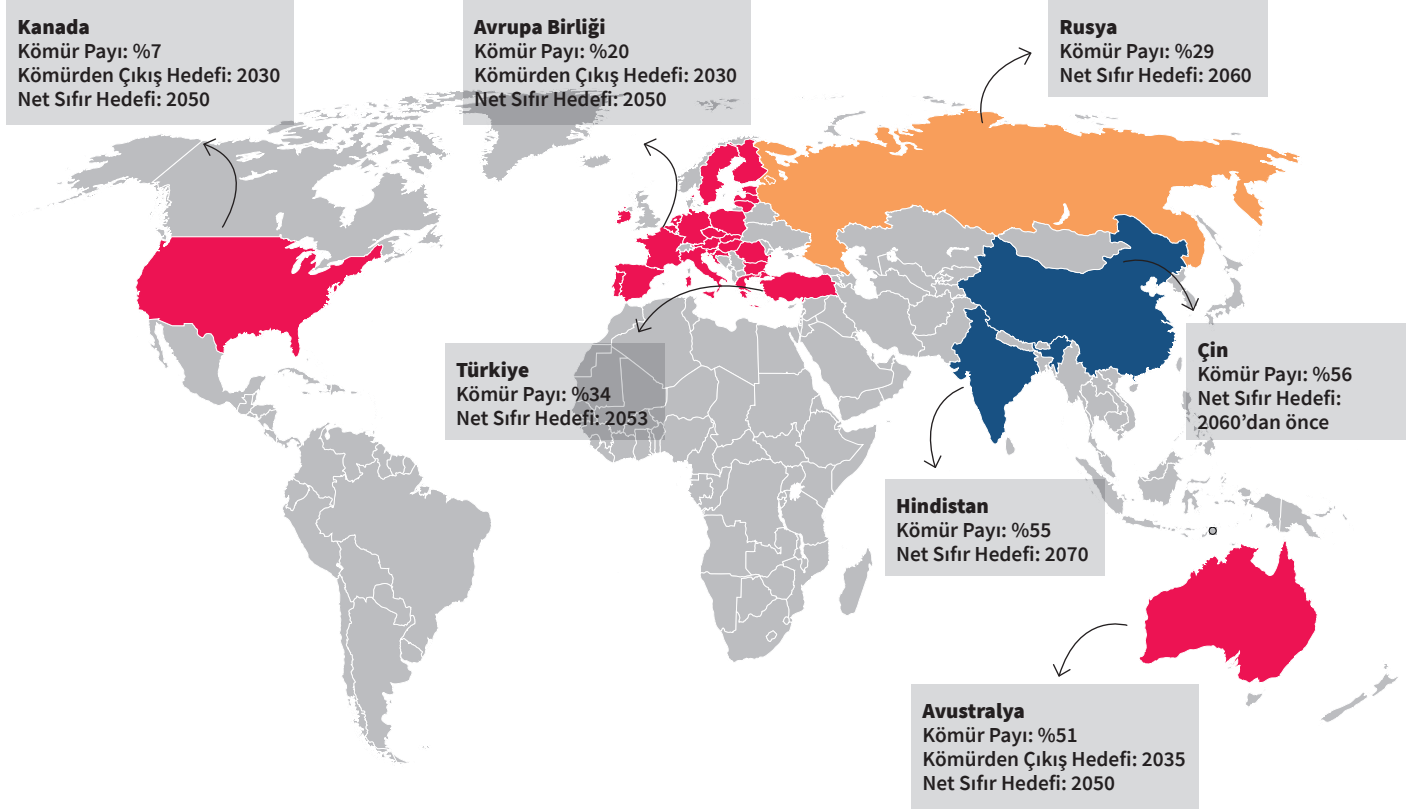 Kanada
Kömür Payı: %7
Kömürden Çıkış Hedefi: 2030
Net Sıfır Hedefi: 2050
Avrupa Birliği
Kömür Payı: %20
Kömürden Çıkış Hedefi: 2030
Net Sıfır Hedefi: 2050
Rusya
Kömür Payı: %29
Net Sıfır Hedefi: 2060
Türkiye
Kömür Payı: %34
Net Sıfır Hedefi: 2053
Çin
Kömür Payı: %56
Net Sıfır Hedefi:
2060’dan önce
Hindistan
Kömür Payı: %55
Net Sıfır Hedefi: 2070
Avustralya
Kömür Payı: %51
Kömürden Çıkış Hedefi: 2035
Net Sıfır Hedefi: 2050